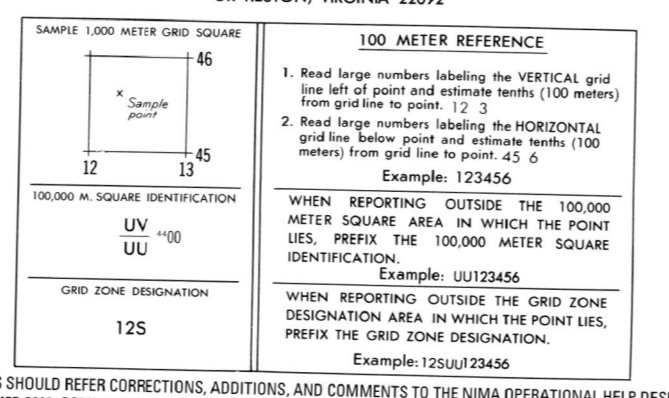 OR RESTON, VIRGINIA 22092
SAMPLE 1,000 METER GRID SQUARE
46
x
Sample
point
45
12 13
100,000 M. SQUARE IDENTIFICATION
UV
UU
4400
GRID ZONE DESIGNATION
12S
100 METER REFERENCE
1. Read large numbers labeling the VERTICAL grid
line left of point and estimate tenths (100 meters)
from grid line to point. 12 3
2. Read large numbers labeling the HORIZONTAL
grid line below point and estimate tenths (100
meters) from grid line to point. 45 6
Example: 123456
WHEN REPORTING OUTSIDE THE 100,000
METER SQUARE AREA IN WHICH THE POINT
LIES, PREFIX THE 100,000 METER SQUARE
IDENTIFICATION.
Example: UU123456
WHEN REPORTING OUTSIDE THE GRID ZONE
DESIGNATION AREA IN WHICH THE POINT LIES,
PREFIX THE GRID ZONE DESIGNATION.
Example: 12SUU123456
SHOULD REFER CORRECTIONS, ADDITIONS, AND COMMENTS TO THE NIMA OPERATIONAL HELP